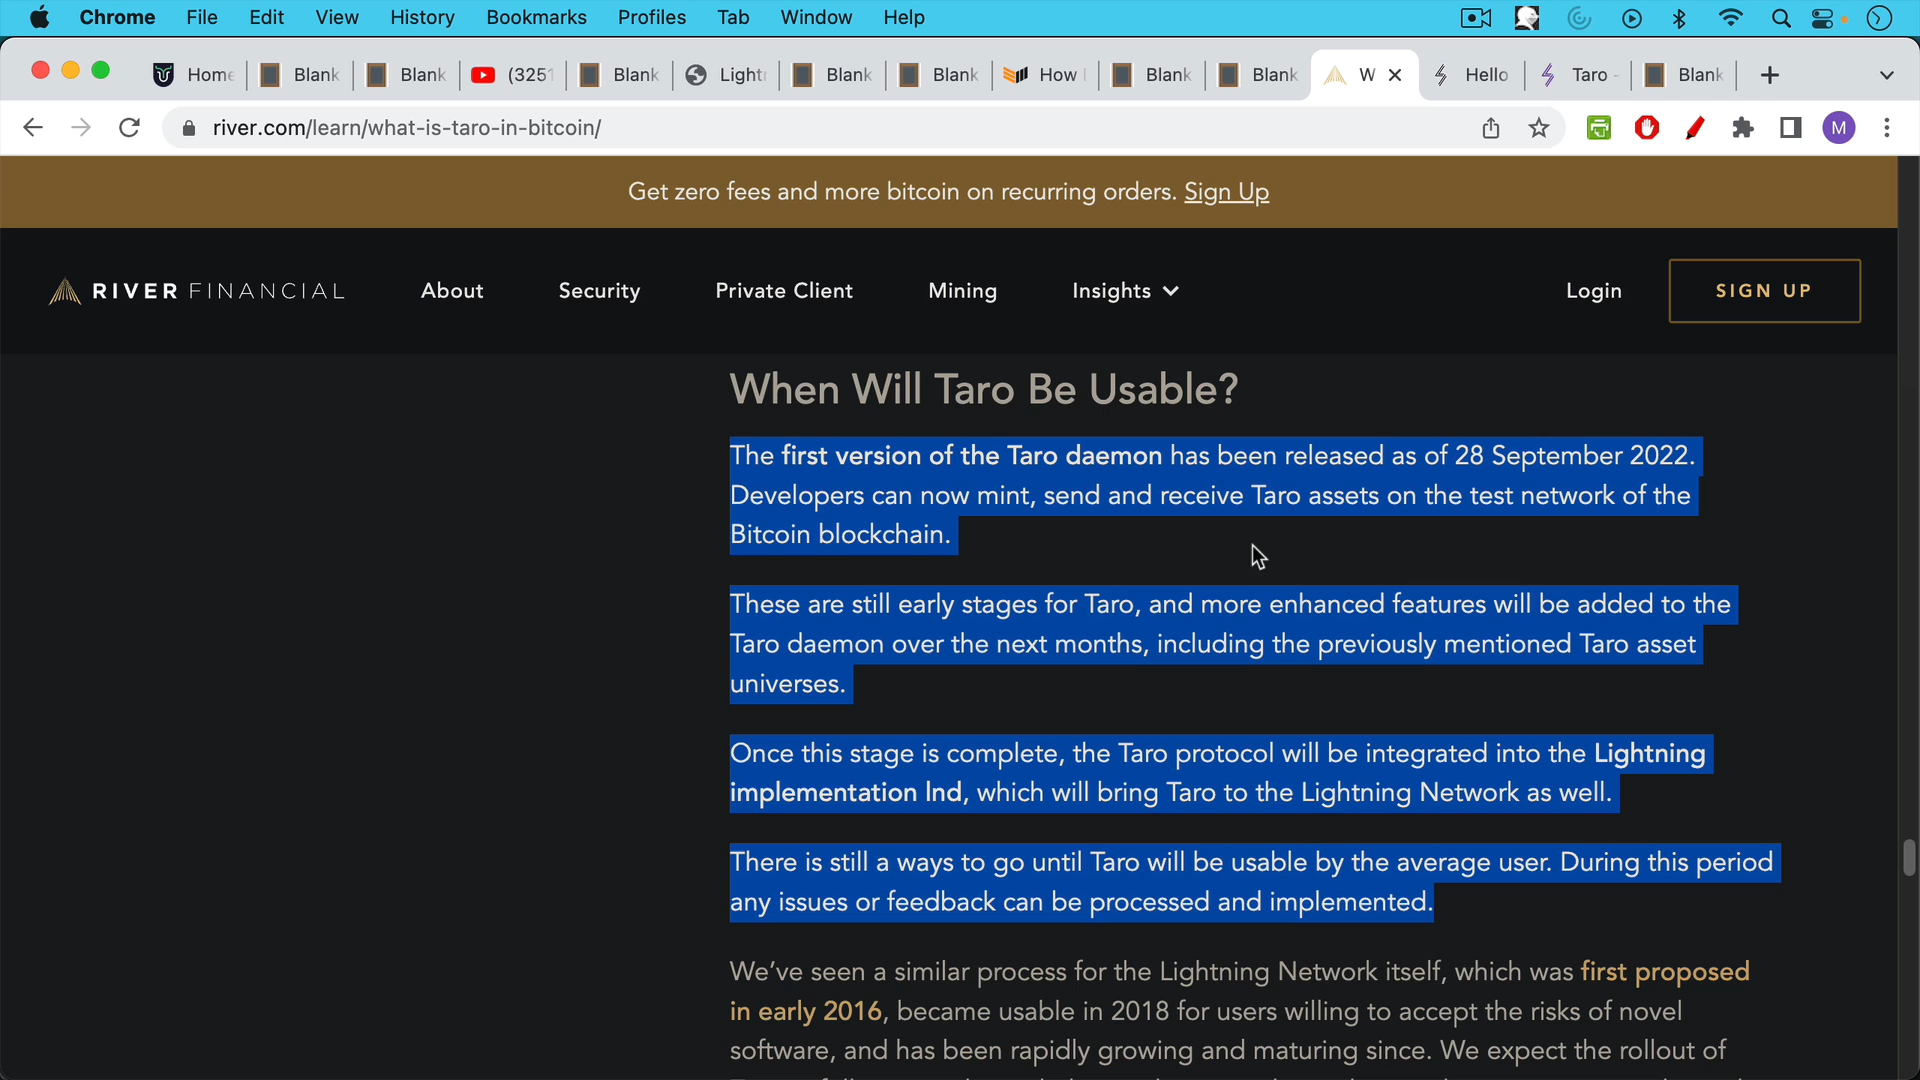 Chrome File Edit View History Bookmarks Profiles Tab Window Help
Home Blank Blank (3251 Blank Light Blank Blank How Blank Blank W Hello Taro - Blank
river.com/learn/what-is-taro-in-bitcoin/
M
Get zero fees and more bitcoin on recurring orders. Sign Up
RIVER FINANCIAL About Security Private Client Mining Insights Login SIGN UP
When Will Taro Be Usable?
The first version of the Taro daemon has been released as of 28 September 2022.
Developers can now mint, send and receive Taro assets on the test network of the
Bitcoin blockchain.
These are still early stages for Taro, and more enhanced features will be added to the
Taro daemon over the next months, including the previously mentioned Taro asset
universes.
Once this stage is complete, the Taro protocol will be integrated into the Lightning
implementation lnd, which will bring Taro to the Lightning Network as well.
There is still a ways to go until Taro will be usable by the average user. During this period
any issues or feedback can be processed and implemented.
We've seen a similar process for the Lightning Network itself, which was first proposed
in early 2016, became usable in 2018 for users willing to accept the risks of novel
software, and has been rapidly growing and maturing since. We expect the rollout of